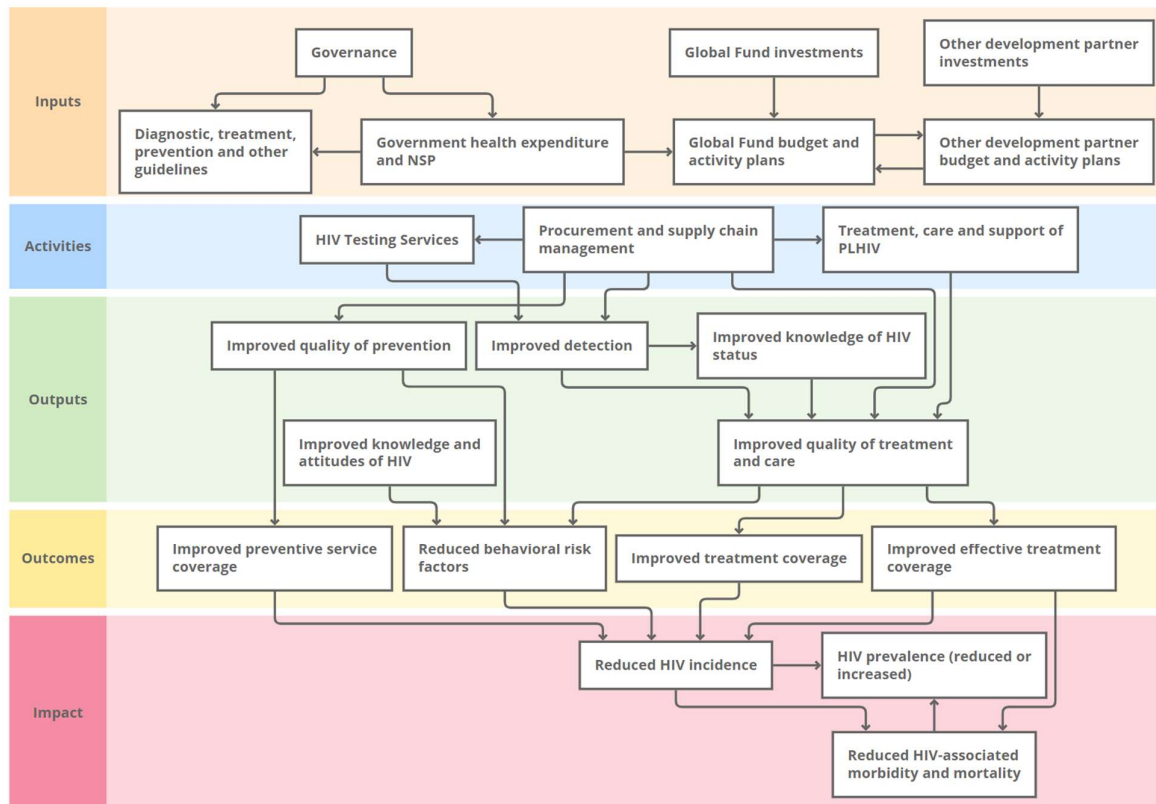 Inputs
Governance
Global Fund investments
Other development partner
investments
Diagnostic, treatment,
prevention and other
guidelines
Government health expenditure
and NSP
Global Fund budget and
activity plans
Other development partner
budget and activity plans
Activities
HIV Testing Services
Procurement and supply chain
management
Treatment, care and support of
PLHIV
Outputs
Improved quality of prevention
Improved detection
Improved knowledge of HIV
status
Improved knowledge and
attitudes of HIV
Improved quality of treatment
and care
Outcomes
Improved preventive service
coverage
Reduced behavioral risk
factors
Improved treatment coverage
Improved effective treatment
coverage
Impact
Reduced HIV incidence
HIV prevalence (reduced or
increased)
Reduced HIV-associated
morbidity and mortality